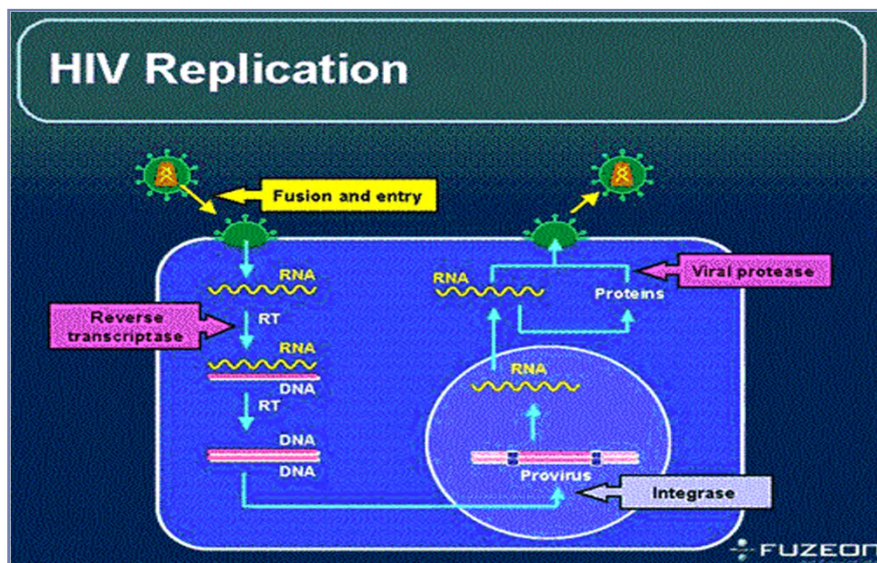 HIV Replication
Fusion and entry
RNA
Reverse
transcriptase
RT
RNA
DNA
RT
DNA
DNA
RNA
Proteins
Viral protease
RNA
Provirus
Integrase
FUZEON